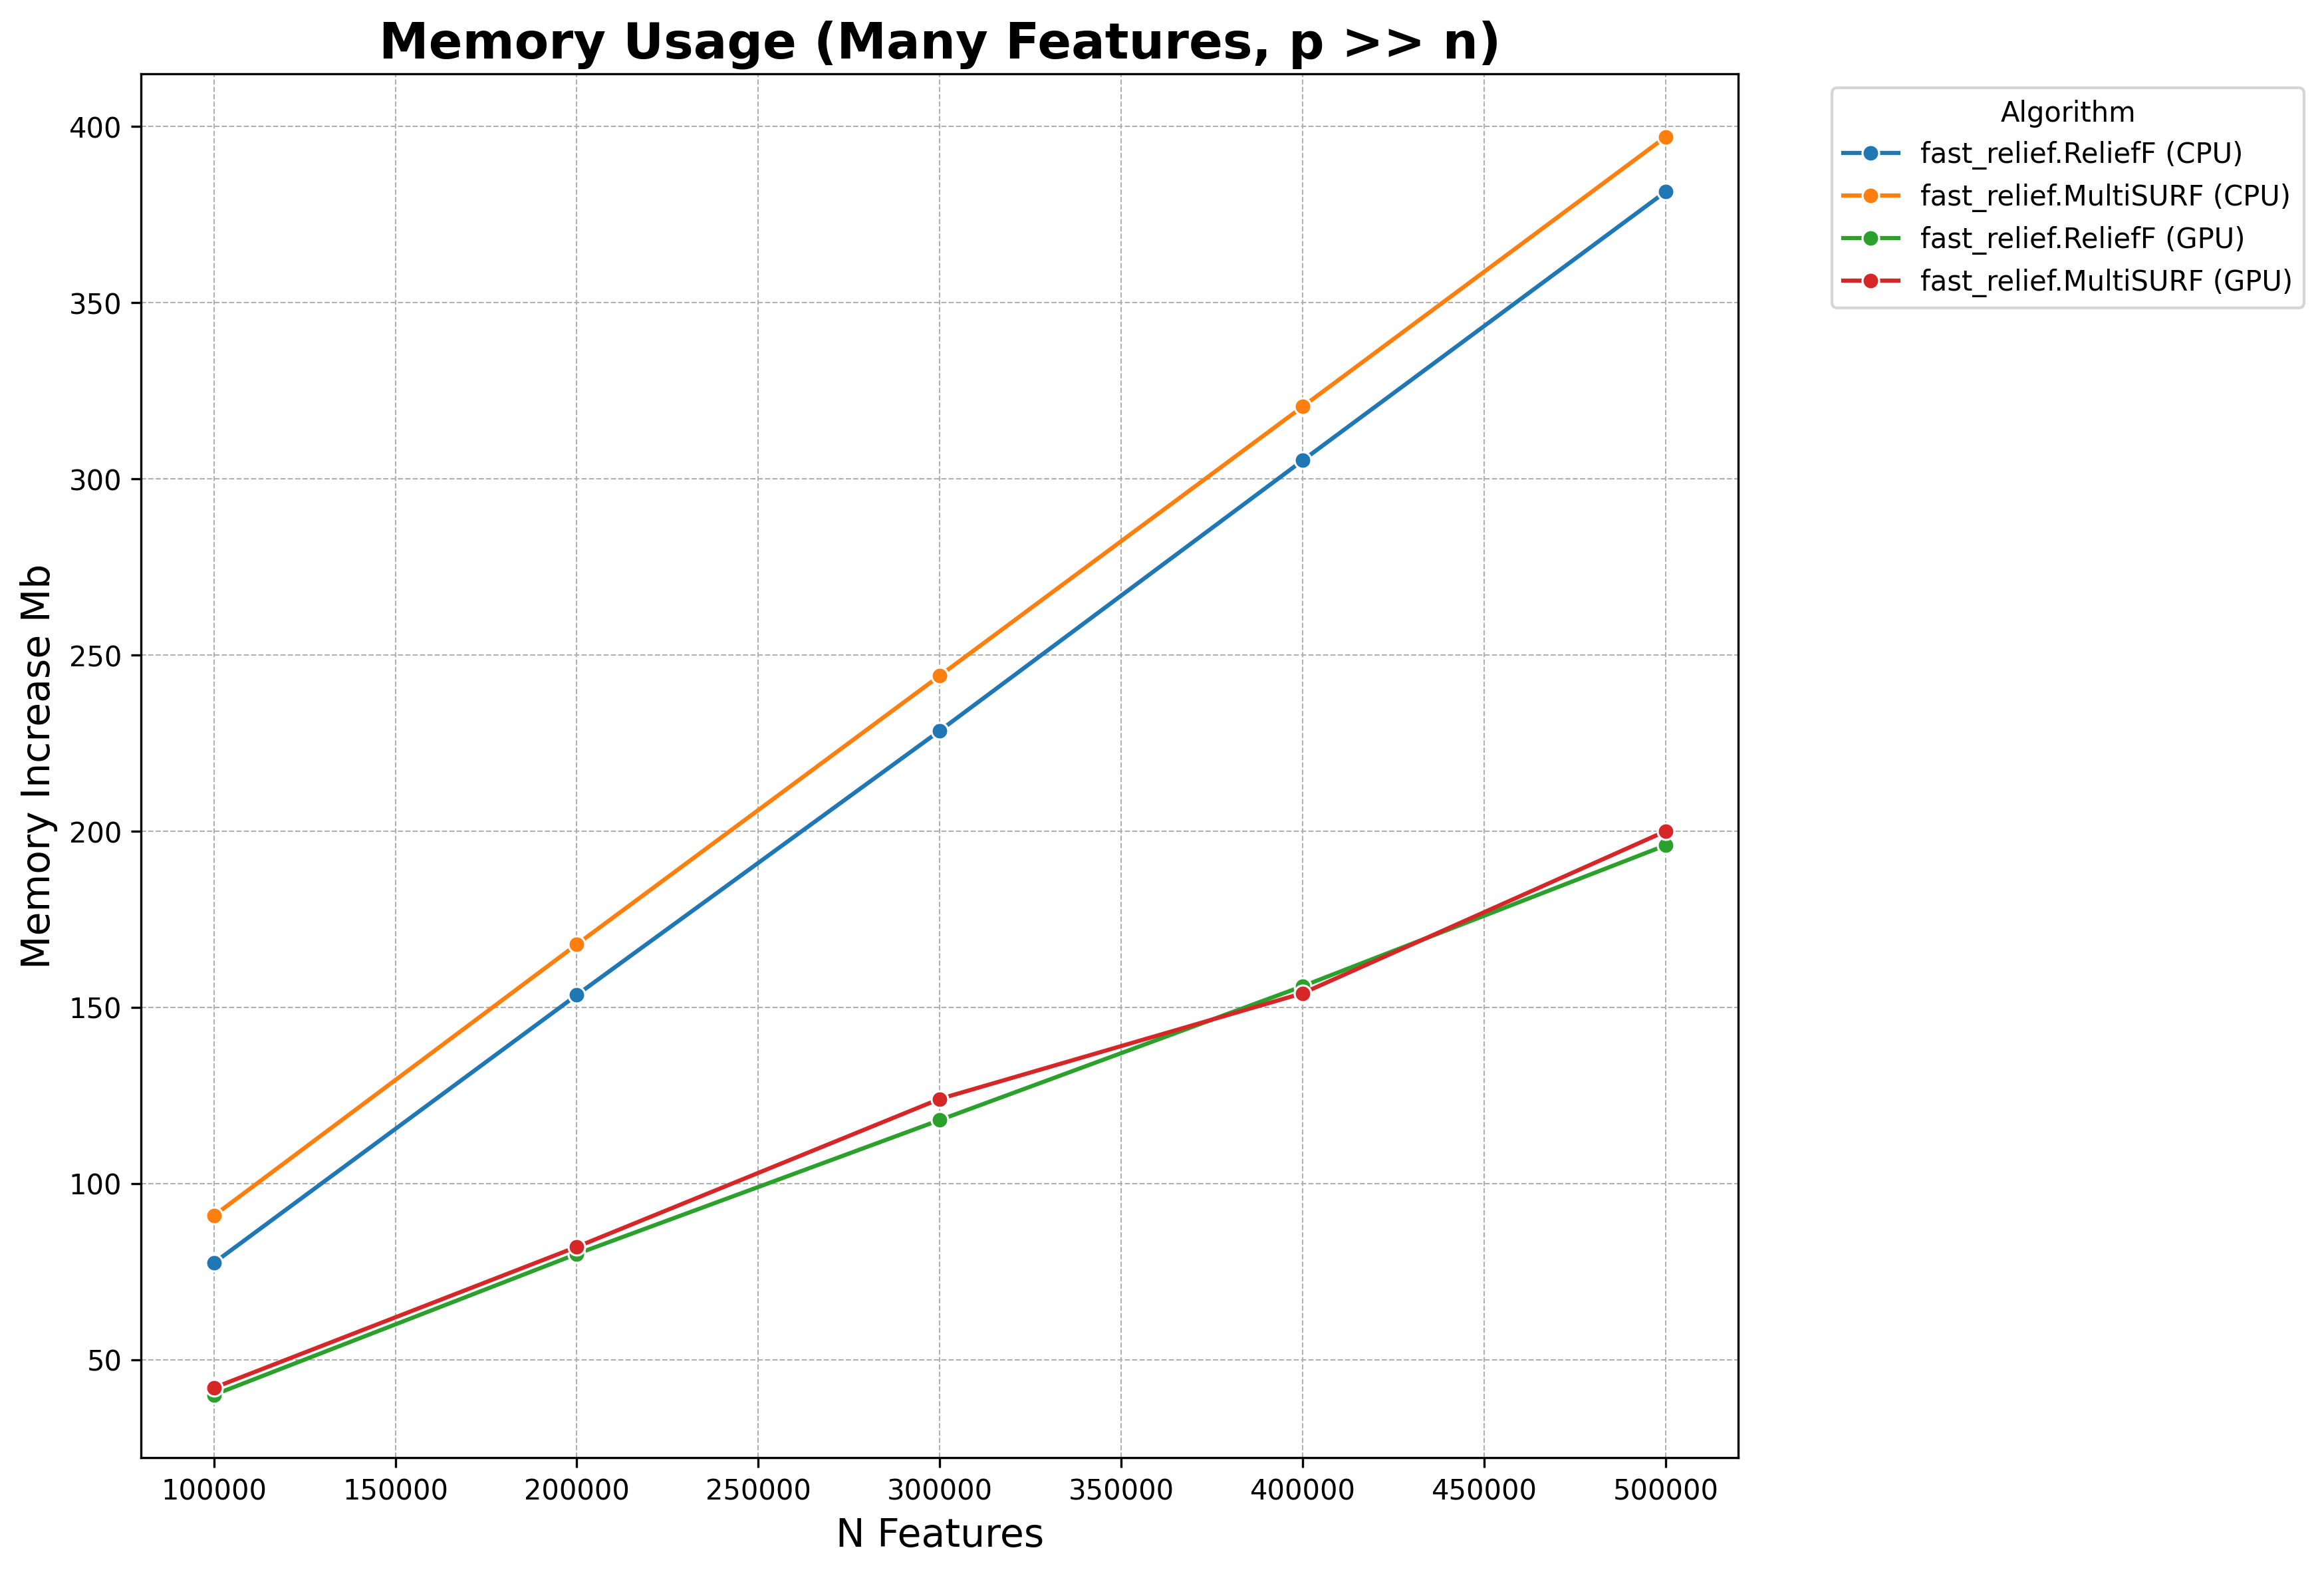 Memory Usage (Many Features, p >> n)
Memory Increase Mb
400
350
300
250
200
150
100
50
100000 150000 200000 250000 300000 350000 400000 450000 500000
N Features
Algorithm
fast_relief.ReliefF (CPU)
fast_relief.MultiSURF (CPU)
fast_relief.ReliefF (GPU)
fast_relief.MultiSURF (GPU)